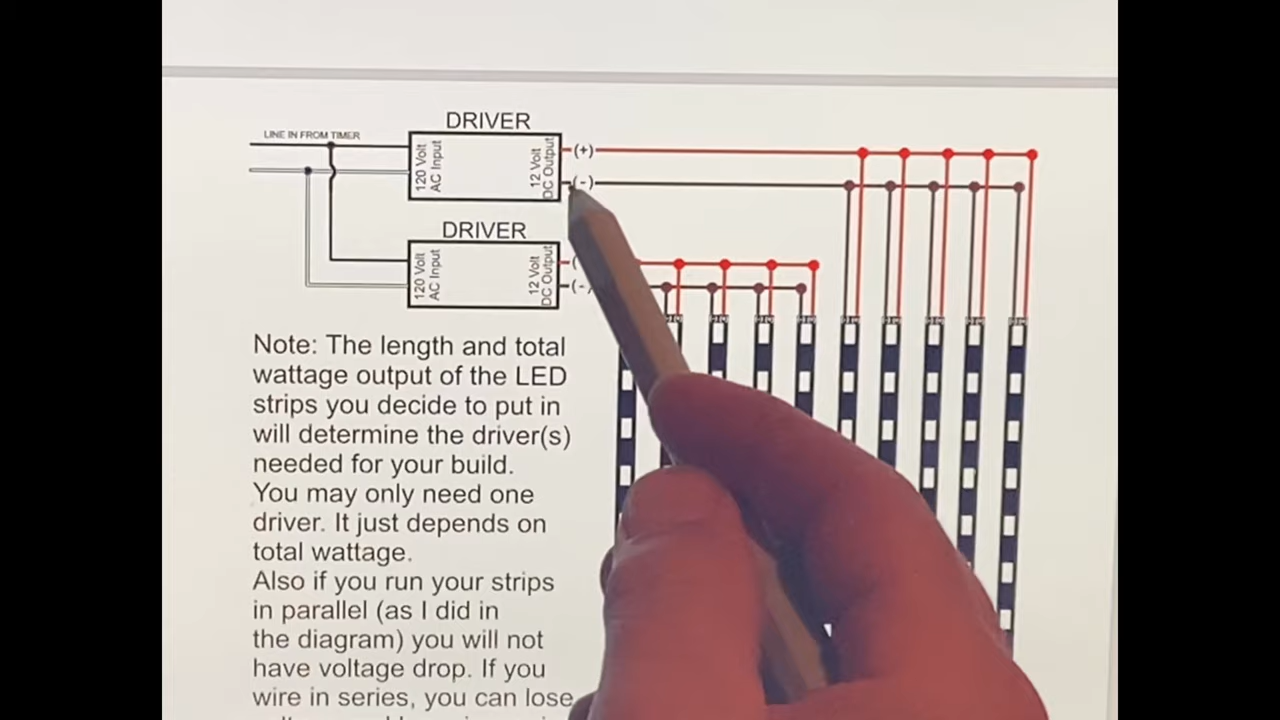 DRIVER
LINE IN FROM TIMER
120 Volt
AC Input
12 Volt
DC Output
(+)
(-)
DRIVER
120 Volt
AC Input
12 Volt
DC Output
(-)
Note: The length and total
wattage output of the LED
strips you decide to put in
will determine the driver(s)
needed for your build.
You may only need one
driver. It just depends on
total wattage.
Also if you run your strips
in parallel (as I did in
the diagram) you will not
have voltage drop. If you
wire in series, you can lose